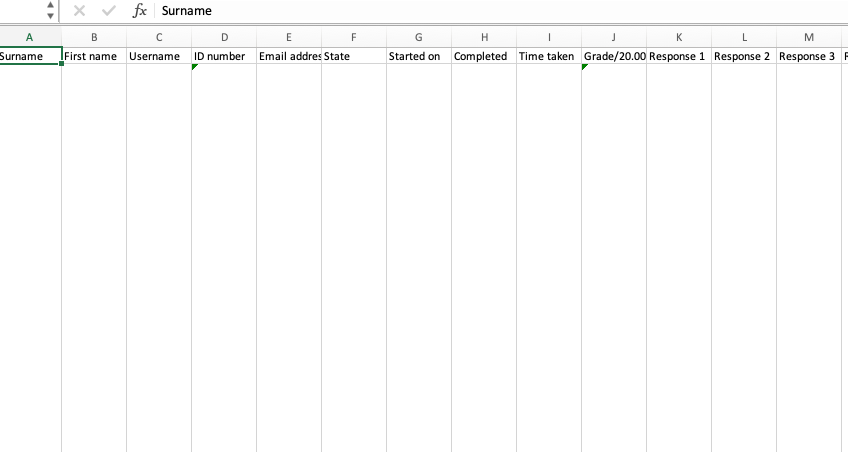 fx Surname
A B C D E F G H I J K L M
Surname First name Username ID number Email addres State Started on Completed Time taken Grade/20.00 Response 1 Response 2 Response 3